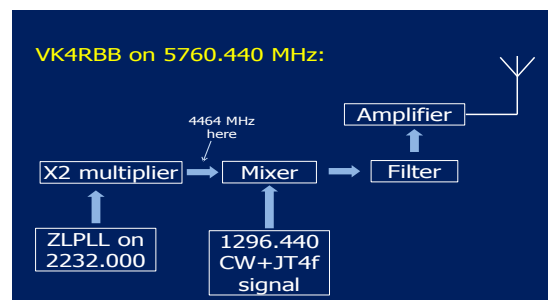 VK4RBB on 5760.440 MHz:
4464 MHz
here
Amplifier
X2 multiplier
Mixer
Filter
ZLPLL on
2232.000
1296.440
CW+JT4f
signal